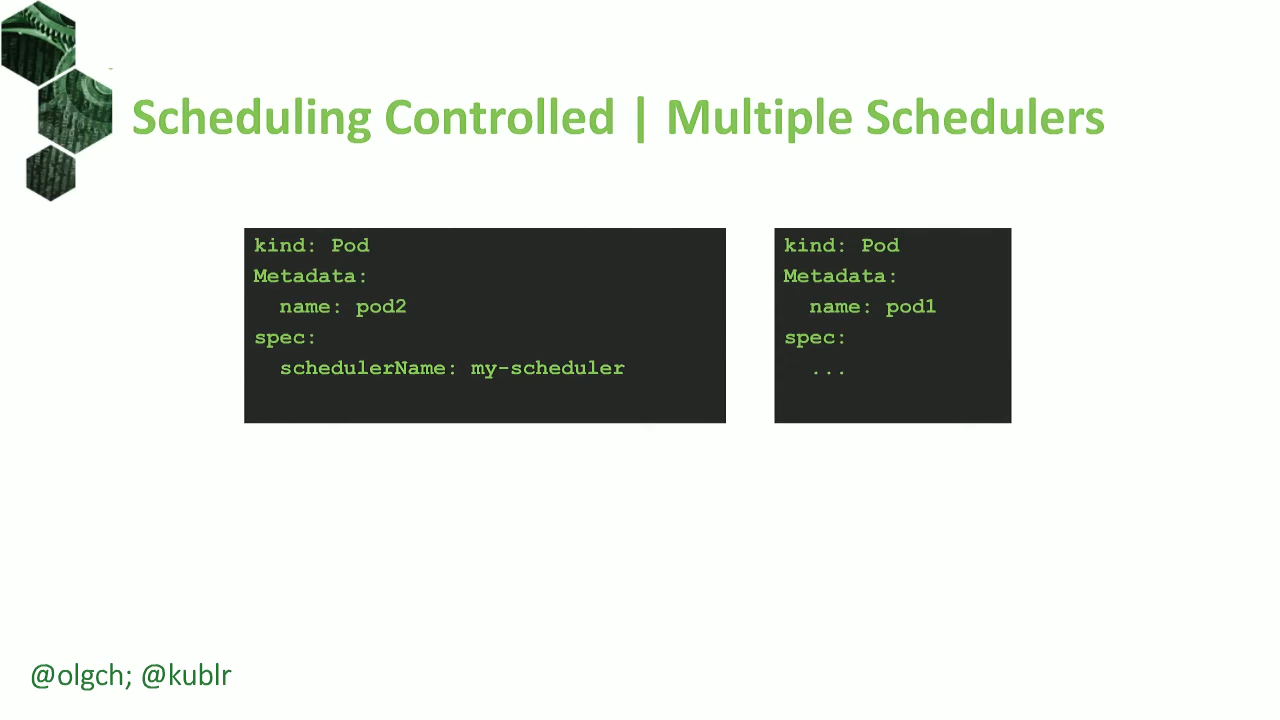 Scheduling Controlled | Multiple Schedulers
kind: Pod
Metadata:
  name: pod2
spec:
  schedulerName: my-scheduler
kind: Pod
Metadata:
  name: pod1
spec:
  ...
@olgch; @kublr